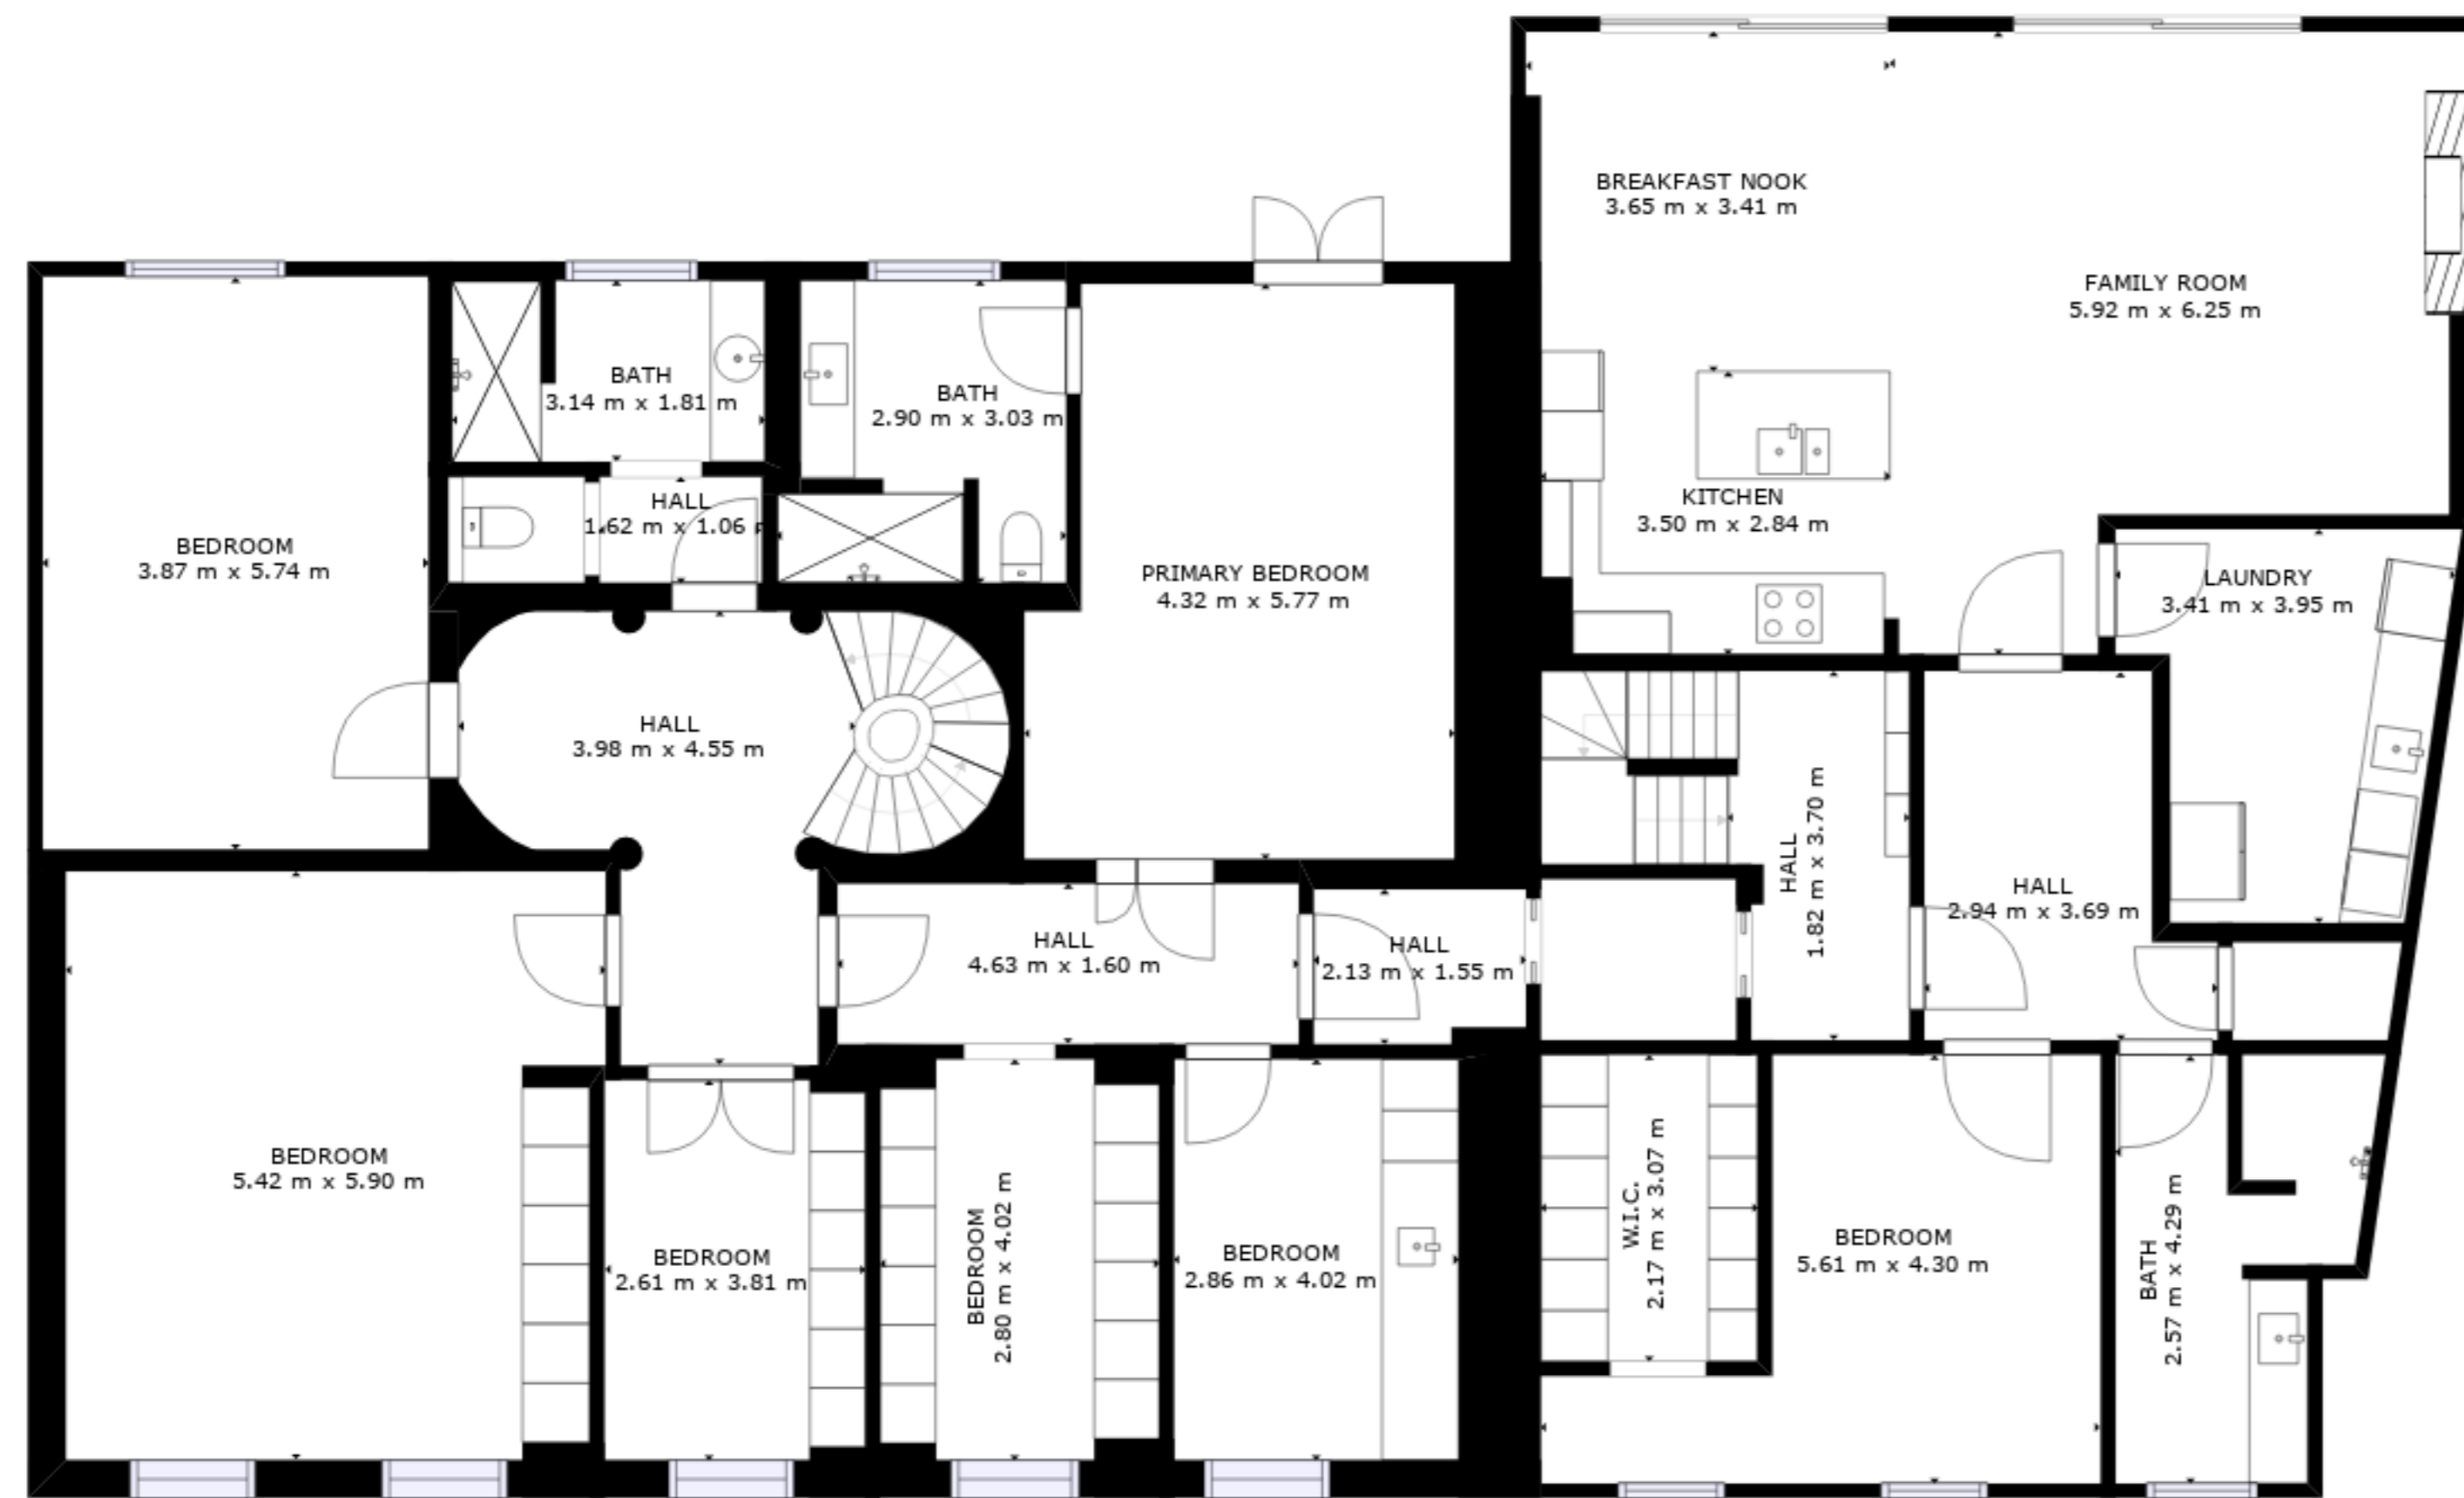 BREAKFAST NOOK
3.65 m x 3.41 m
FAMILY ROOM
5.92 m x 6.25 m
BATH
3.14 m x 1.81 m
BATH
2.90 m x 3.03 m
HALL
1.62 m x 1.06
KITCHEN
3.50 m x 2.84 m
BEDROOM
3.87 m x 5.74 m
PRIMARY BEDROOM
4.32 m x 5.77 m
LAUNDRY
3.41 m x 3.95 m
HALL
3.98 m x 4.55 m
HALL
1.82 m x 3.70 m
HALL
2.94 m x 3.69 m
HALL
4.63 m x 1.60 m
HALL
2.13 m x 1.55 m
BEDROOM
5.42 m x 5.90 m
BEDROOM
2.61 m x 3.81 m
BEDROOM
2.80 m x 4.02 m
BEDROOM
2.86 m x 4.02 m
W.I.C.
2.17 m x 3.07 m
BEDROOM
5.61 m x 4.30 m
BATH
2.57 m x 4.29 m